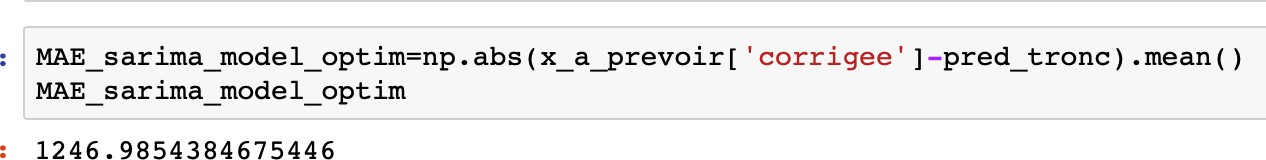 : MAE_sarima_model_optim=np.abs(x_a_prevoir['corrigee']-pred_tronc).mean()
MAE_sarima_model_optim
: 1246.9854384675446